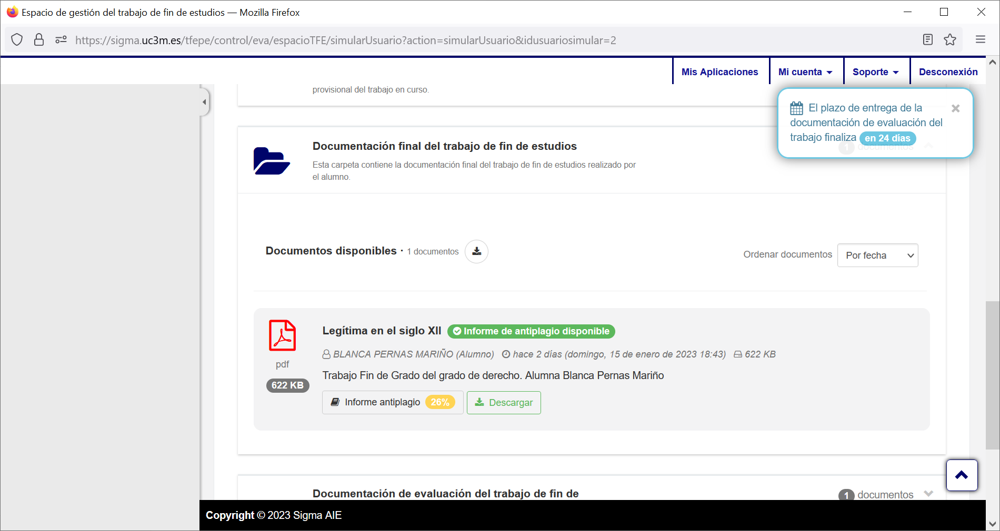 Espacio de gestión del trabajo de fin de estudios — Mozilla Firefox
https://sigma.uc3m.es/tfepe/control/eva/espacioTFE/simularUsuario?action=simularUsuario&idusuariosimular=2
Mis Aplicaciones
Mi cuenta
Soporte
Desconexión
provisional del trabajo en curso.
El plazo de entrega de la
documentación de evaluación del
trabajo finaliza en 24 días
Documentación final del trabajo de fin de estudios
1 documentos
Esta carpeta contiene la documentación final del trabajo de fin de estudios realizado por
el alumno.
Documentos disponibles · 1 documentos
Ordenar documentos Por fecha
Legítima en el siglo XII Informe de antiplagio disponible
BLANCA PERNAS MARIÑO (Alumno) hace 2 días (domingo, 15 de enero de 2023 18:43) 622 KB
pdf
Trabajo Fin de Grado del grado de derecho. Alumna Blanca Pernas Mariño
622 KB
Informe antiplagio 26% Descargar
Documentación de evaluación del trabajo de fin de
1 documentos
Copyright © 2023 Sigma AIE